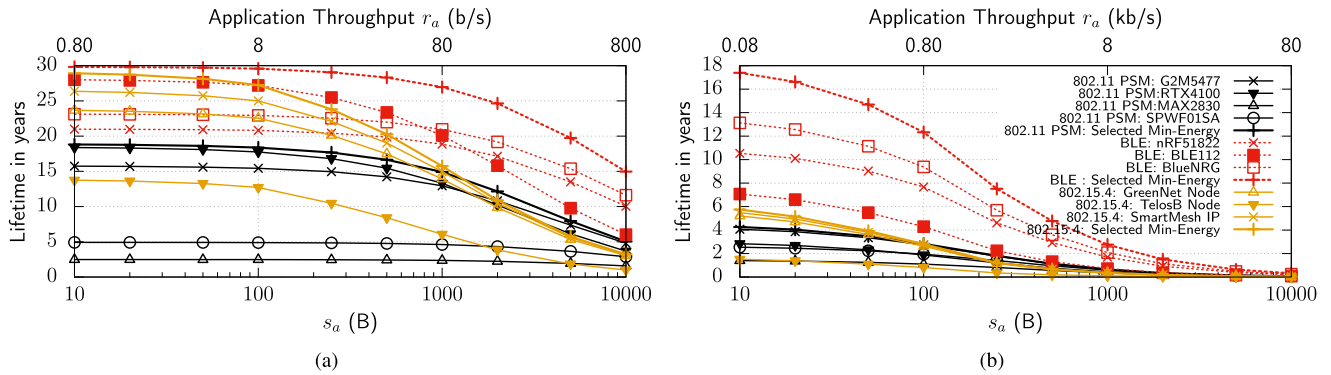 Application Throughput r_a (b/s)
0.80 8 80 800
30
25
20
15
10
5
0
Lifetime in years
10 100 1000 10000
s_a (B)
(a)
Application Throughput r_a (kb/s)
0.08 0.80 8 80
18
16
14
12
10
8
6
4
2
0
Lifetime in years
802.11 PSM: G2M5477
802.11 PSM:RTX4100
802.11 PSM:MAX2830
802.11 PSM: SPWF01SA
802.11 PSM: Selected Min-Energy
BLE: nRF51822
BLE: BLE112
BLE: BlueNRG
BLE : Selected Min-Energy
802.15.4: GreenNet Node
802.15.4: TelosB Node
802.15.4: SmartMesh IP
802.15.4: Selected Min-Energy
10 100 1000 10000
s_a (B)
(b)